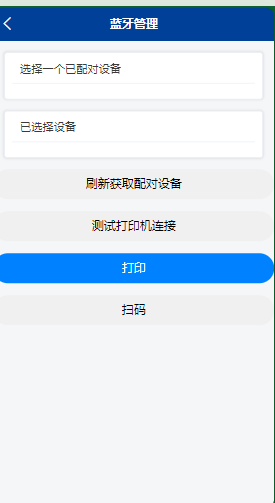 蓝牙管理
选择一个已配对设备
已选择设备
刷新获取配对设备
测试打印机连接
打印
扫码